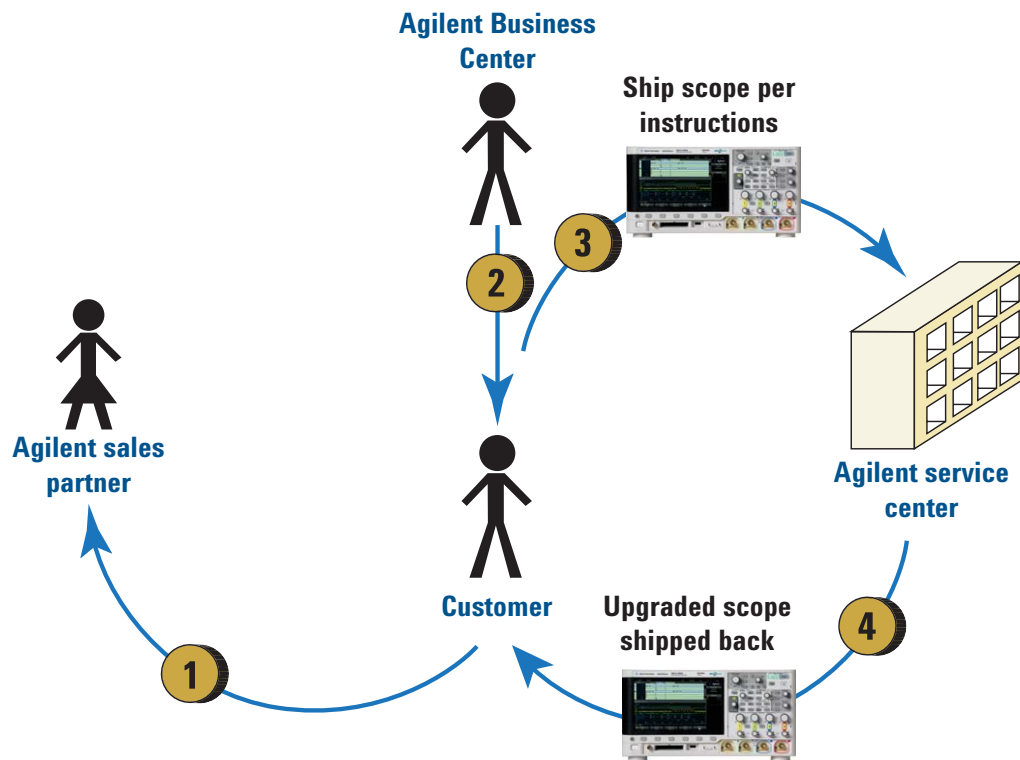 Agilent Business
Center
Ship scope per
instructions
3
2
Agilent sales
partner
Agilent service
center
Customer
Upgraded scope
shipped back
4
1